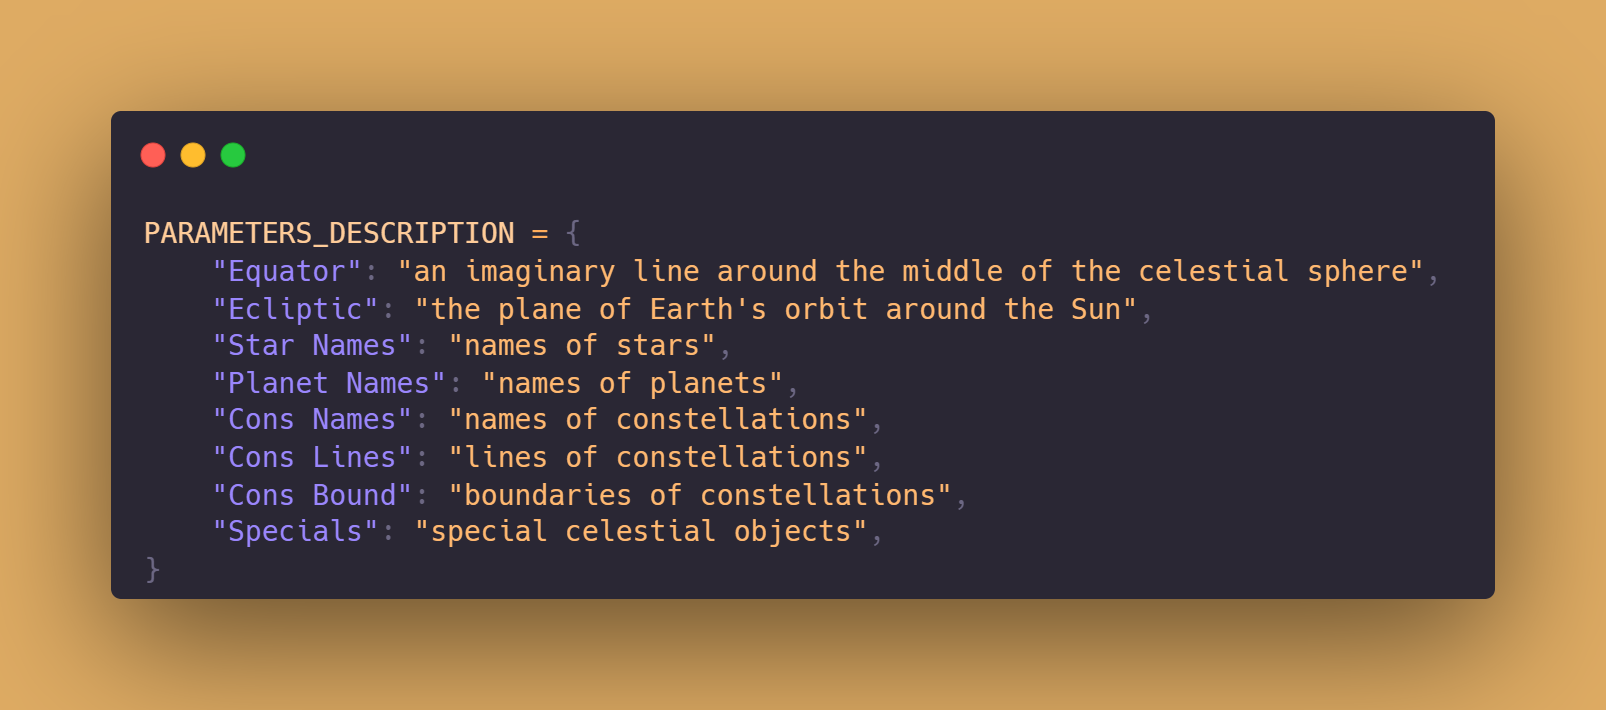 PARAMETERS_DESCRIPTION = {
    "Equator": "an imaginary line around the middle of the celestial sphere",
    "Ecliptic": "the plane of Earth's orbit around the Sun",
    "Star Names": "names of stars",
    "Planet Names": "names of planets",
    "Cons Names": "names of constellations",
    "Cons Lines": "lines of constellations",
    "Cons Bound": "boundaries of constellations",
    "Specials": "special celestial objects",
}